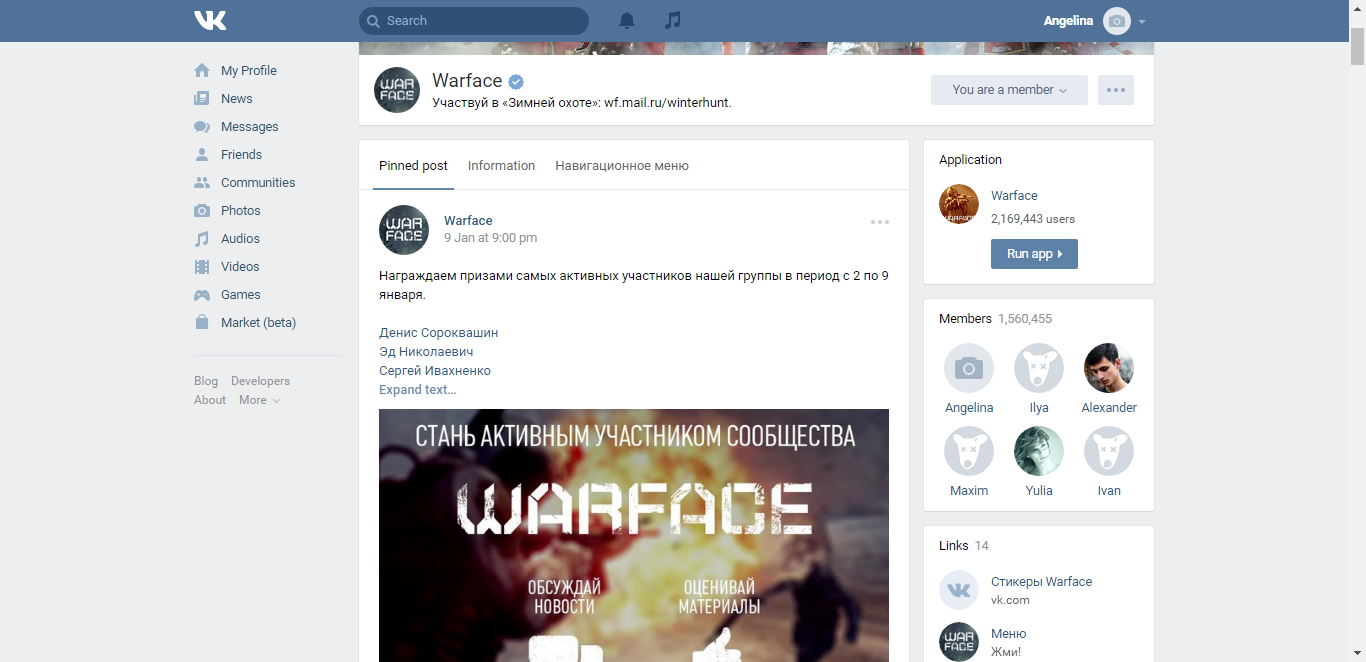 Search
Angelina
My Profile
News
Messages
Friends
Communities
Photos
Audios
Videos
Games
Market (beta)
Blog Developers
About More
WAR
FACE
Warface
Участвуй в «Зимней охоте»: wf.mail.ru/winterhunt.
You are a member
Pinned post Information Навигационное меню
WAR
FACE
Warface
9 Jan at 9:00 pm
Награждаем призами самых активных участников нашей группы в период с 2 по 9
января.
Денис Сороквашин
Эд Николаевич
Сергей Ивахненко
Expand text...
СТАНЬ АКТИВНЫМ УЧАСТНИКОМ СООБЩЕСТВА
WARFACE
ОБСУЖДАЙ
НОВОСТИ
ОЦЕНИВАЙ
МАТЕРИАЛЫ
Application
WARFACE
Warface
2,169,443 users
Run app
Members 1,560,455
Angelina Ilya Alexander
Maxim Yulia Ivan
Links 14
Стикеры Warface
vk.com
WAR
FACE
Меню
Жми!